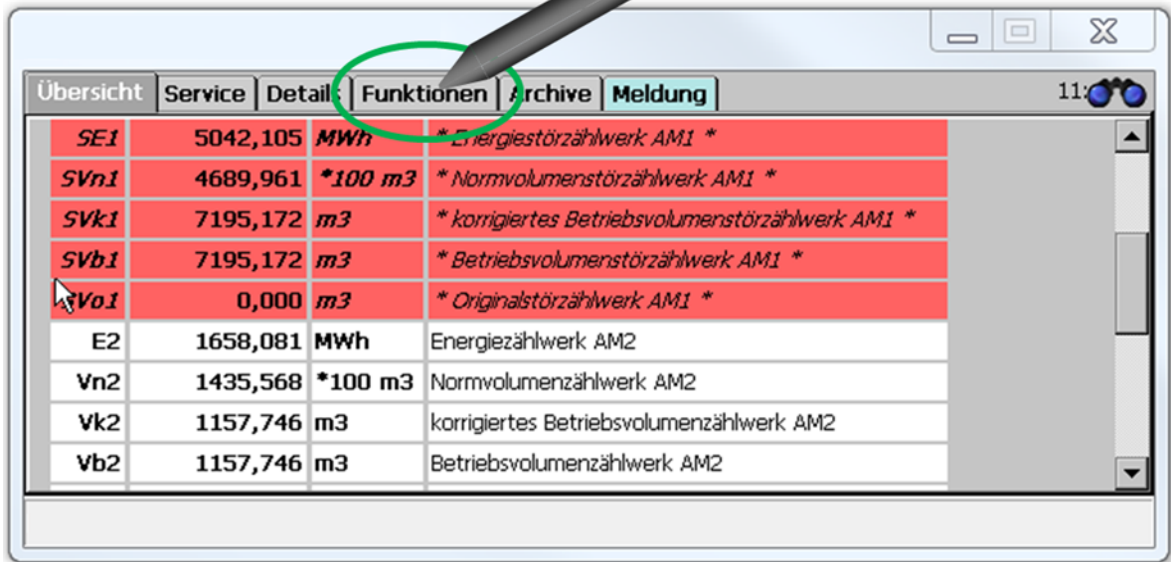 Übersicht Service Details Funktionen Archive Meldung 11:
SE1 5042,105 MWh * Energiestörzählwerk AM1 *
SVn1 4689,961 *100 m3 * Normvolumenstörzählwerk AM1 *
SVk1 7195,172 m3 * korrigiertes Betriebsvolumenstörzählwerk AM1 *
SVb1 7195,172 m3 * Betriebsvolumenstörzählwerk AM1 *
SVo1 0,000 m3 * Originalstörzählwerk AM1 *
E2 1658,081 MWh Energiezählwerk AM2
Vn2 1435,568 *100 m3 Normvolumenzählwerk AM2
Vk2 1157,746 m3 korrigiertes Betriebsvolumenzählwerk AM2
Vb2 1157,746 m3 Betriebsvolumenzählwerk AM2